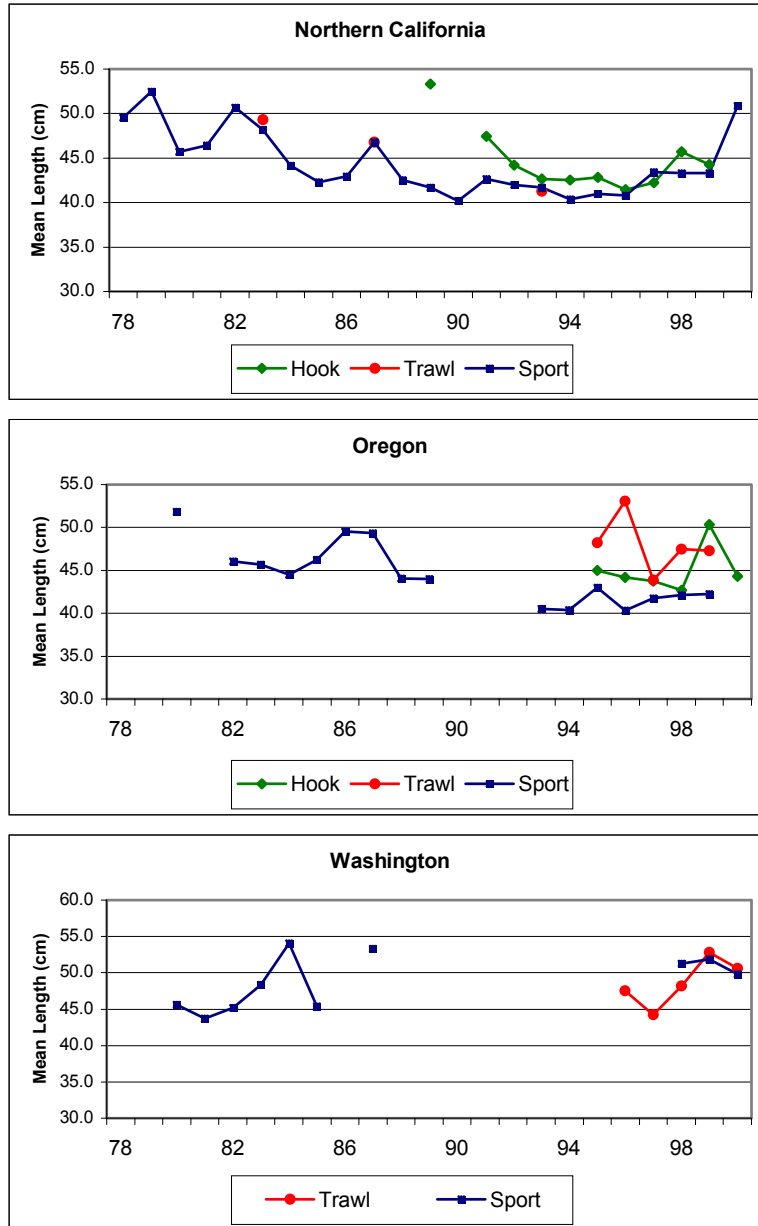 Northern California
55.0
50.0
45.0
40.0
35.0
30.0
Mean Length (cm)
78 82 86 90 94 98
Hook Trawl Sport
Oregon
55.0
50.0
45.0
40.0
35.0
30.0
Mean Length (cm)
78 82 86 90 94 98
Hook Trawl Sport
Washington
60.0
55.0
50.0
45.0
40.0
35.0
30.0
Mean Length (cm)
78 82 86 90 94 98
Trawl Sport